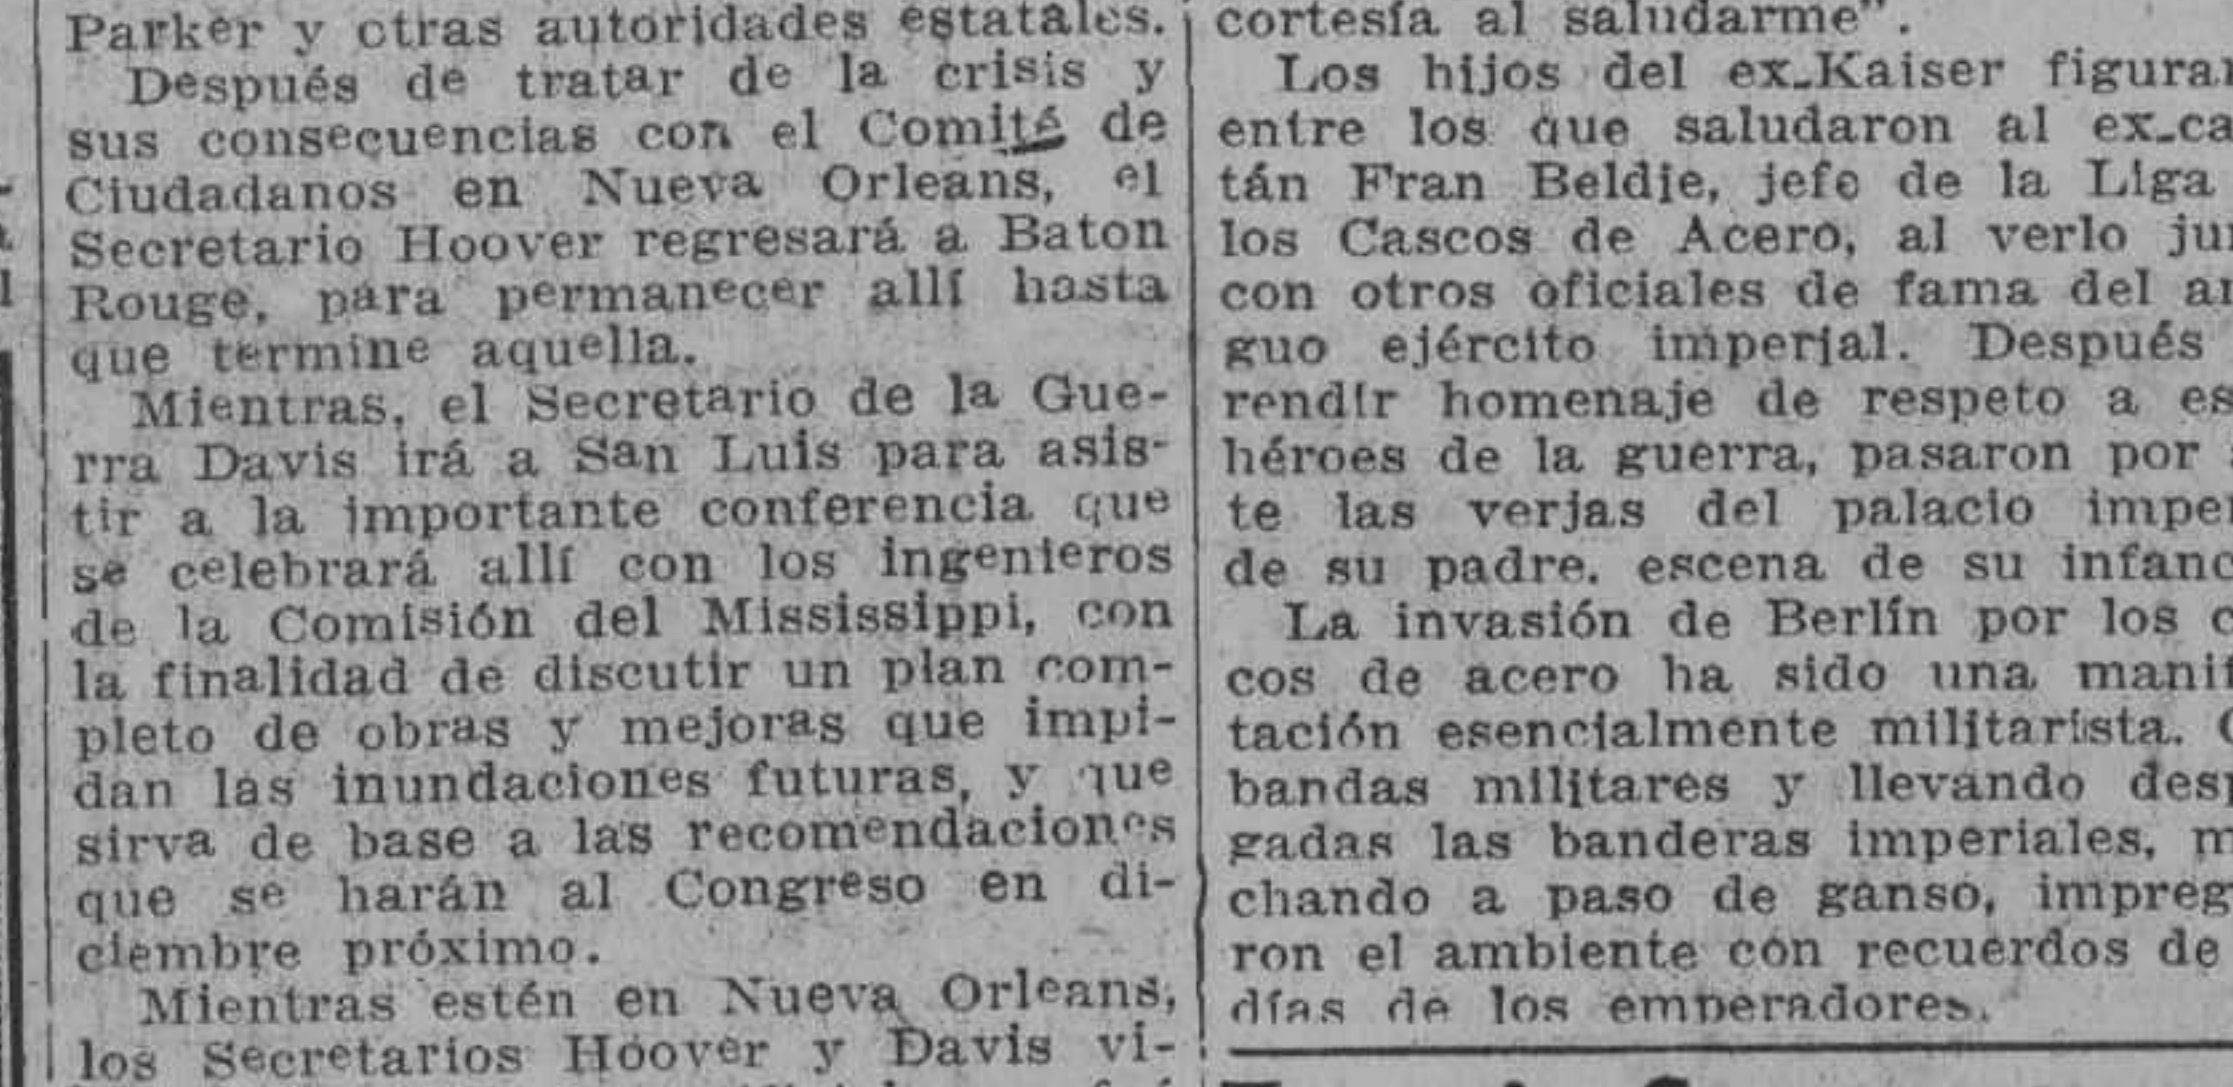 Parker y otras autoridades estatales.
Después de tratar de la crisis y
sus consecuencias con el Comité de
Ciudadanos en Nueva Orleans, el
Secretario Hoover regresará a Baton
Rouge, para permanecer allí hasta
que termine aquella.
Mientras, el Secretario de la Gue-
rra Davis irá a San Luis para asis-
tir a la importante conferencia que
se celebrará allí con los ingenieros
de la Comisión del Mississippi, con
la finalidad de discutir un plan com-
pleto de obras y mejoras que impi-
dan las inundaciones futuras, y que
sirva de base a las recomendaciones
que se harán al Congreso en di-
ciembre próximo.
Mientras estén en Nueva Orleans,
los Secretarios Hoover y Davis vi-
cortesía al saludarme".
Los hijos del ex-Kaiser figura
entre los que saludaron al ex-ca
tán Fran Beldje, jefe de la Liga
los Cascos de Acero, al verlo ju
con otros oficiales de fama del a
guo ejército imperjal. Después
rendir homenaje de respeto a es
héroes de la guerra, pasaron por
te las verjas del palacio impe
de su padre. escena de su infanc
La invasión de Berlín por los c
cos de acero ha sido una mani
tación esencjalmente miljtarista.
bandas miljtares y llevando des
gadas las banderas imperiales, m
chando a paso de ganso, impreg
ron el ambiente con recuerdos de
días de los emperadores.